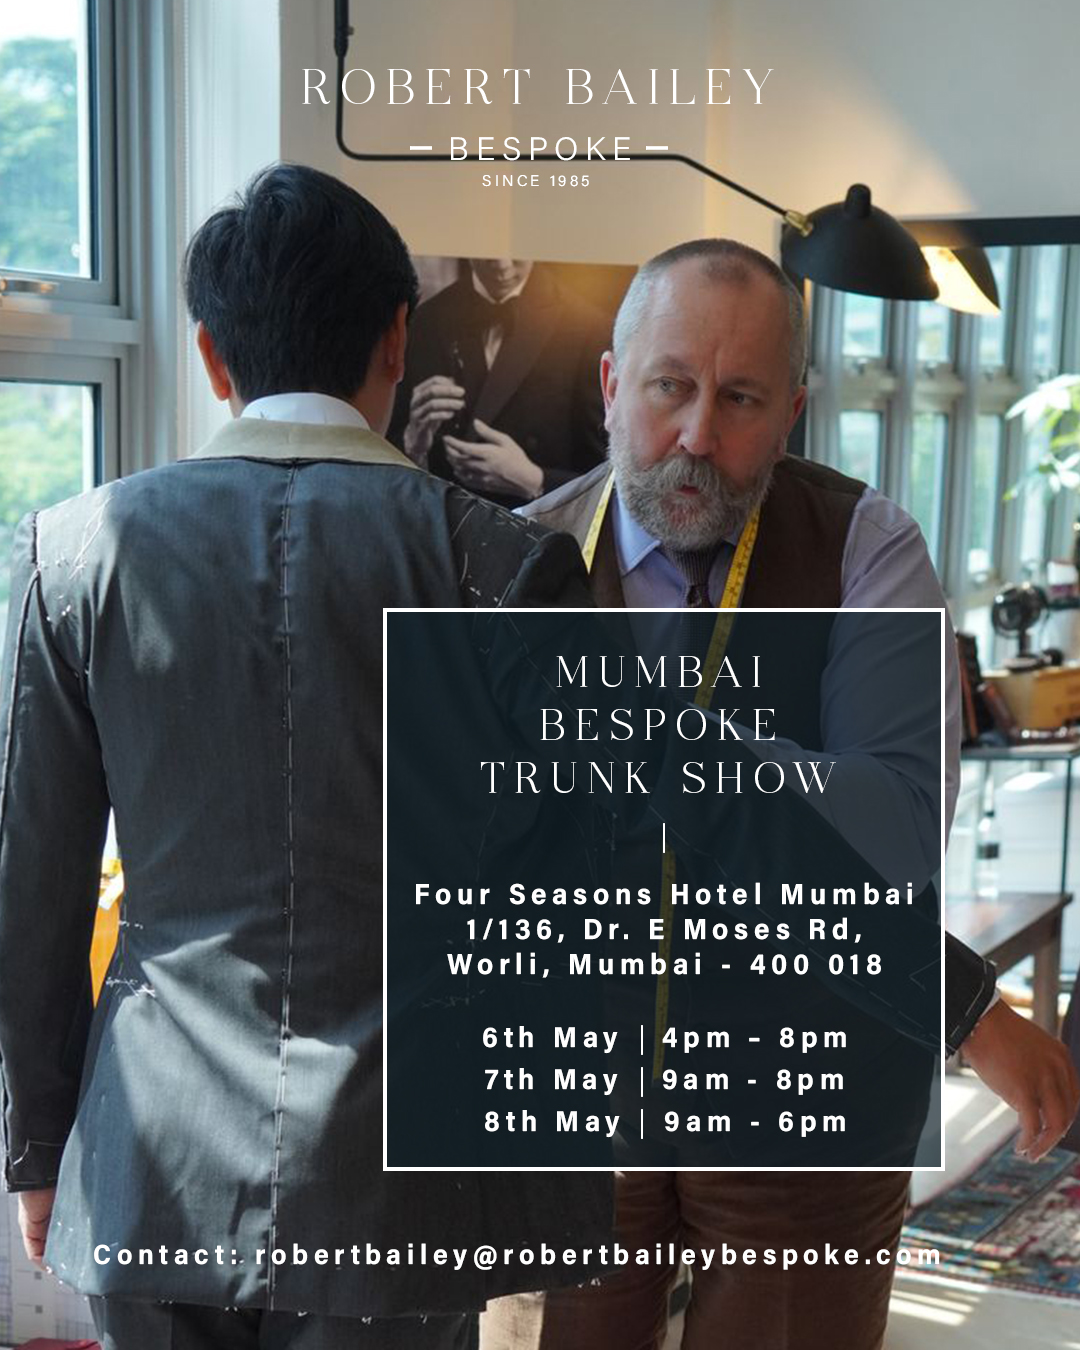 ROBERT BAILEY
BESPOKE
SINCE 1985
MUMBAI
BESPOKE
TRUNK SHOW
Four Seasons Hotel Mumbai
1/136, Dr. E Moses Rd,
Worli, Mumbai - 400 018
6th May | 4pm – 8pm
7th May | 9am - 8pm
8th May | 9am - 6pm
Contact: robertbailey@robertbaileybespoke.com